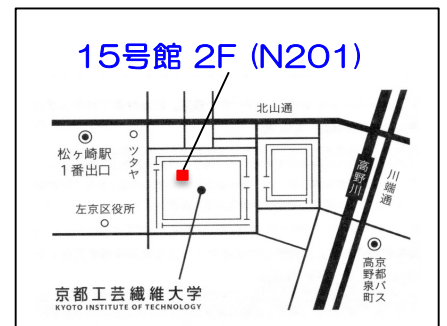 15号館 2F (N201)
北山通
松ヶ崎駅
1番出口
ツタヤ
高野川
川端通
左京区役所
京都バス
高野泉町
京都工芸繊維大学
KYOTO INSTITUTE OF TECHNOLOGY